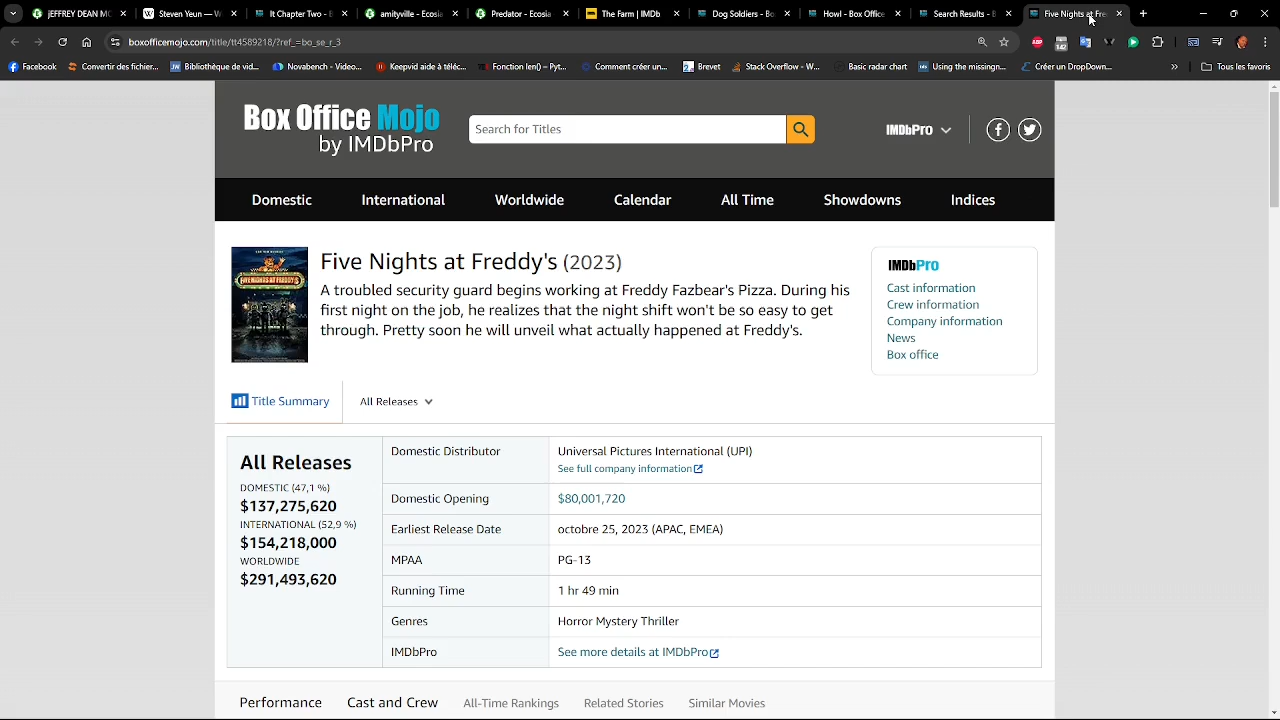 jEFFREY DEAN M
Steven Yeun — W
It Chapter Two - B
amityville - Ecosia
Predator - Ecosia
The Farm | IMDb
Dog Soldiers - Bo
Howl - Box Office
Search Results - B
Five Nights at Fre
boxofficemojo.com/title/tt4589218/?ref_=bo_se_r_3
ABP
142
Facebook
Convertir des fichier...
Bibliothèque de vid...
Novabench - Video...
Keepvid aide à téléc...
Fonction len() – Pyt...
Comment créer un...
Brevet
Stack Overflow - W...
Basic radar chart
Using the missingn...
Créer un DropDown...
»
Tous les favoris
Box Office Mojo
by IMDbPro
Search for Titles
IMDbPro
Domestic
International
Worldwide
Calendar
All Time
Showdowns
Indices
FIVE NIGHTS AT FREDDY'S
Five Nights at Freddy's (2023)
A troubled security guard begins working at Freddy Fazbear's Pizza. During his
first night on the job, he realizes that the night shift won't be so easy to get
through. Pretty soon he will unveil what actually happened at Freddy's.
IMDbPro
Cast information
Crew information
Company information
News
Box office
Title Summary
All Releases
All Releases
DOMESTIC (47,1 %)
$137,275,620
INTERNATIONAL (52,9 %)
$154,218,000
WORLDWIDE
$291,493,620
Domestic Distributor
Universal Pictures International (UPI)
See full company information
Domestic Opening
$80,001,720
Earliest Release Date
octobre 25, 2023 (APAC, EMEA)
MPAA
PG-13
Running Time
1 hr 49 min
Genres
Horror Mystery Thriller
IMDbPro
See more details at IMDbPro
Performance
Cast and Crew
All-Time Rankings
Related Stories
Similar Movies